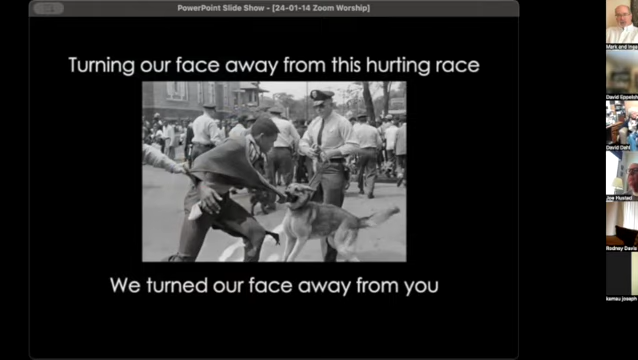 PowerPoint Slide Show - [24-01-14 Zoom Worship]
Turning our face away from this hurting race
We turned our face away from you
Mark and Inga
David Eppelsh
David Dahl
Joe Hustad
Rodney Davis
kamau joseph